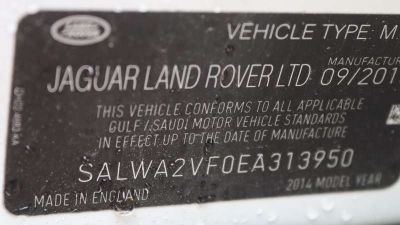 VEHICLE TYPE: M
MANUFACTUR
JAGUAR LAND ROVER LTD 09/201
THIS VEHICLE CONFORMS TO ALL APPLICABLE
GULF / SAUDI MOTOR VEHICLE STANDARDS
IN EFFECT UP TO THE DATE OF MANUFACTURE
SALWA2VF0EA313950
MADE IN ENGLAND
2014 MODEL YEAR